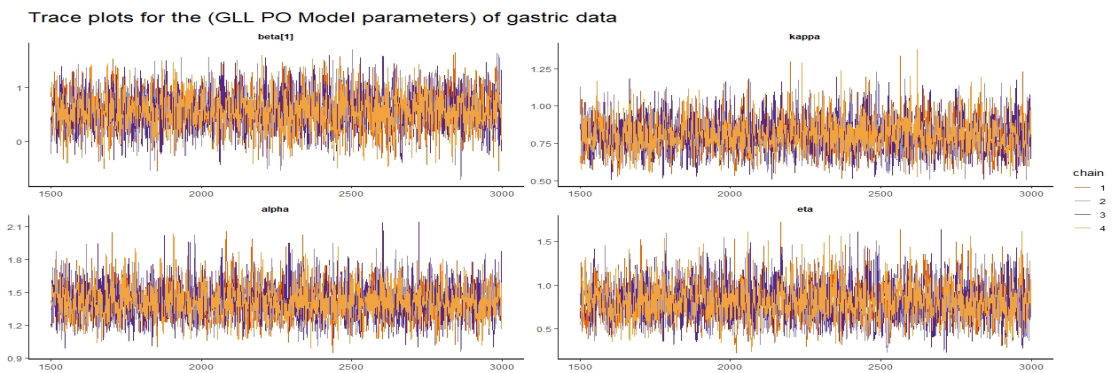 Trace plots for the (GLL PO Model parameters) of gastric data
beta[1]
1
0
1500 2000 2500 3000
kappa
1.25
1.00
0.75
0.50
1500 2000 2500 3000
alpha
2.1
1.8
1.5
1.2
0.9
1500 2000 2500 3000
eta
1.5
1.0
0.5
1500 2000 2500 3000
chain
1
2
3
4